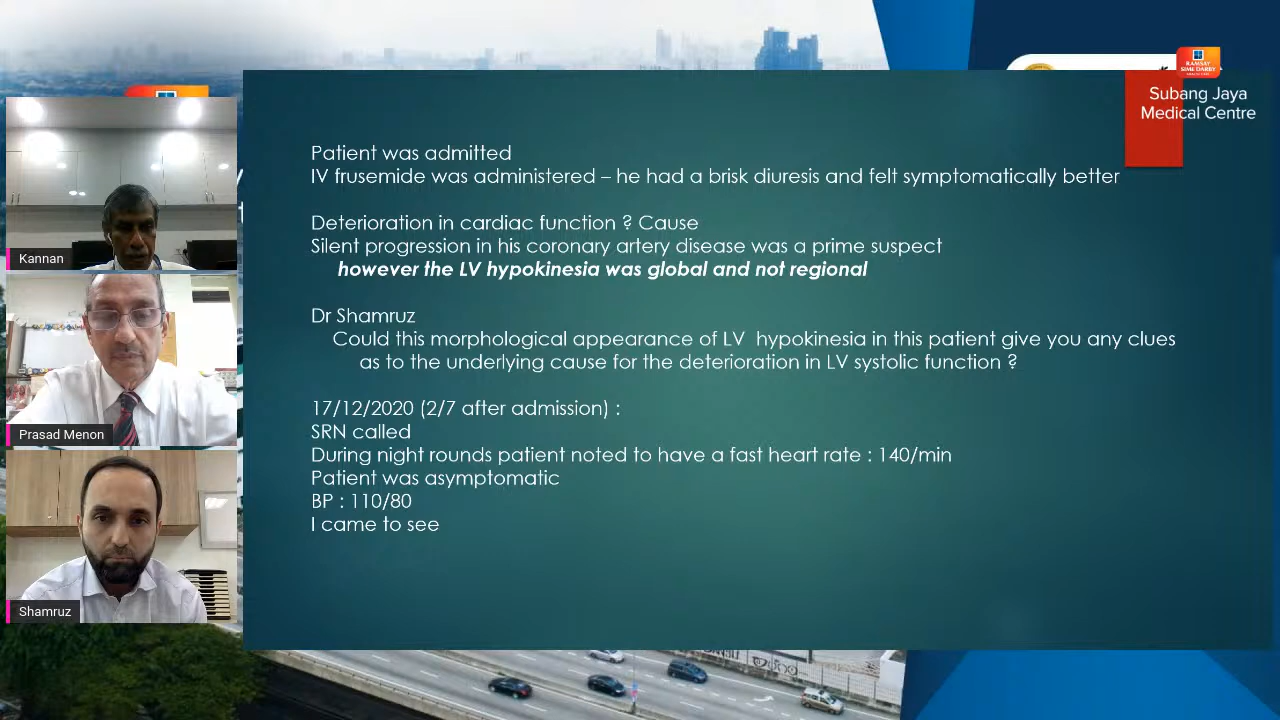 RAMSAY
SIME DARBY
Subang Jaya
Medical Centre
Patient was admitted
IV frusemide was administered – he had a brisk diuresis and felt symptomatically better
Deterioration in cardiac function ? Cause
Silent progression in his coronary artery disease was a prime suspect
however the LV hypokinesia was global and not regional
Dr Shamruz
Could this morphological appearance of LV hypokinesia in this patient give you any clues
as to the underlying cause for the deterioration in LV systolic function ?
17/12/2020 (2/7 after admission) :
SRN called
During night rounds patient noted to have a fast heart rate : 140/min
Patient was asymptomatic
BP : 110/80
I came to see
Kannan
Prasad Menon
Shamruz